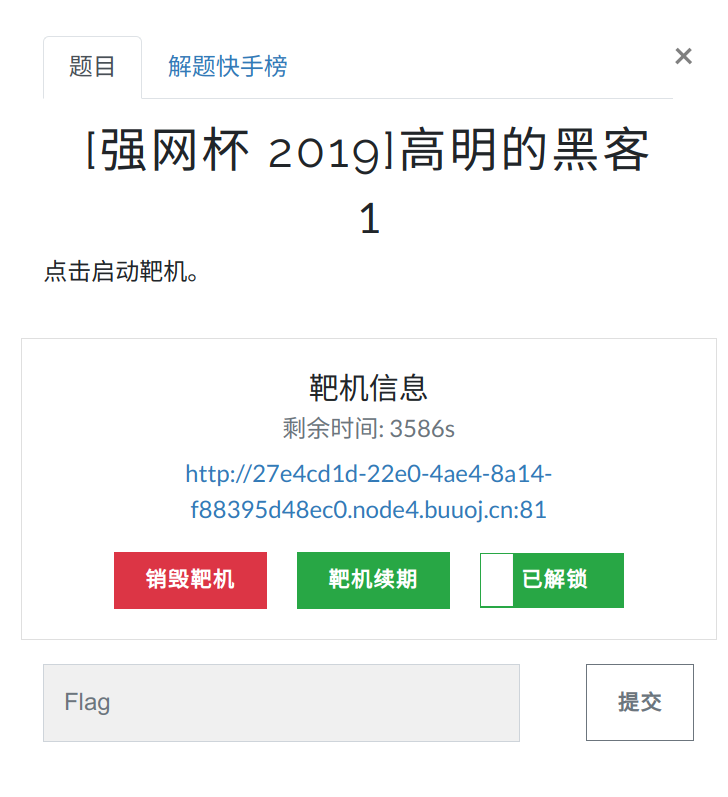 题目
解题快手榜
×
[强网杯 2019]高明的黑客
1
点击启动靶机。
靶机信息
剩余时间: 3586s
http://27e4cd1d-22e0-4ae4-8a14-
f88395d48ec0.node4.buuoj.cn:81
销毁靶机
靶机续期
已解锁
Flag
提交